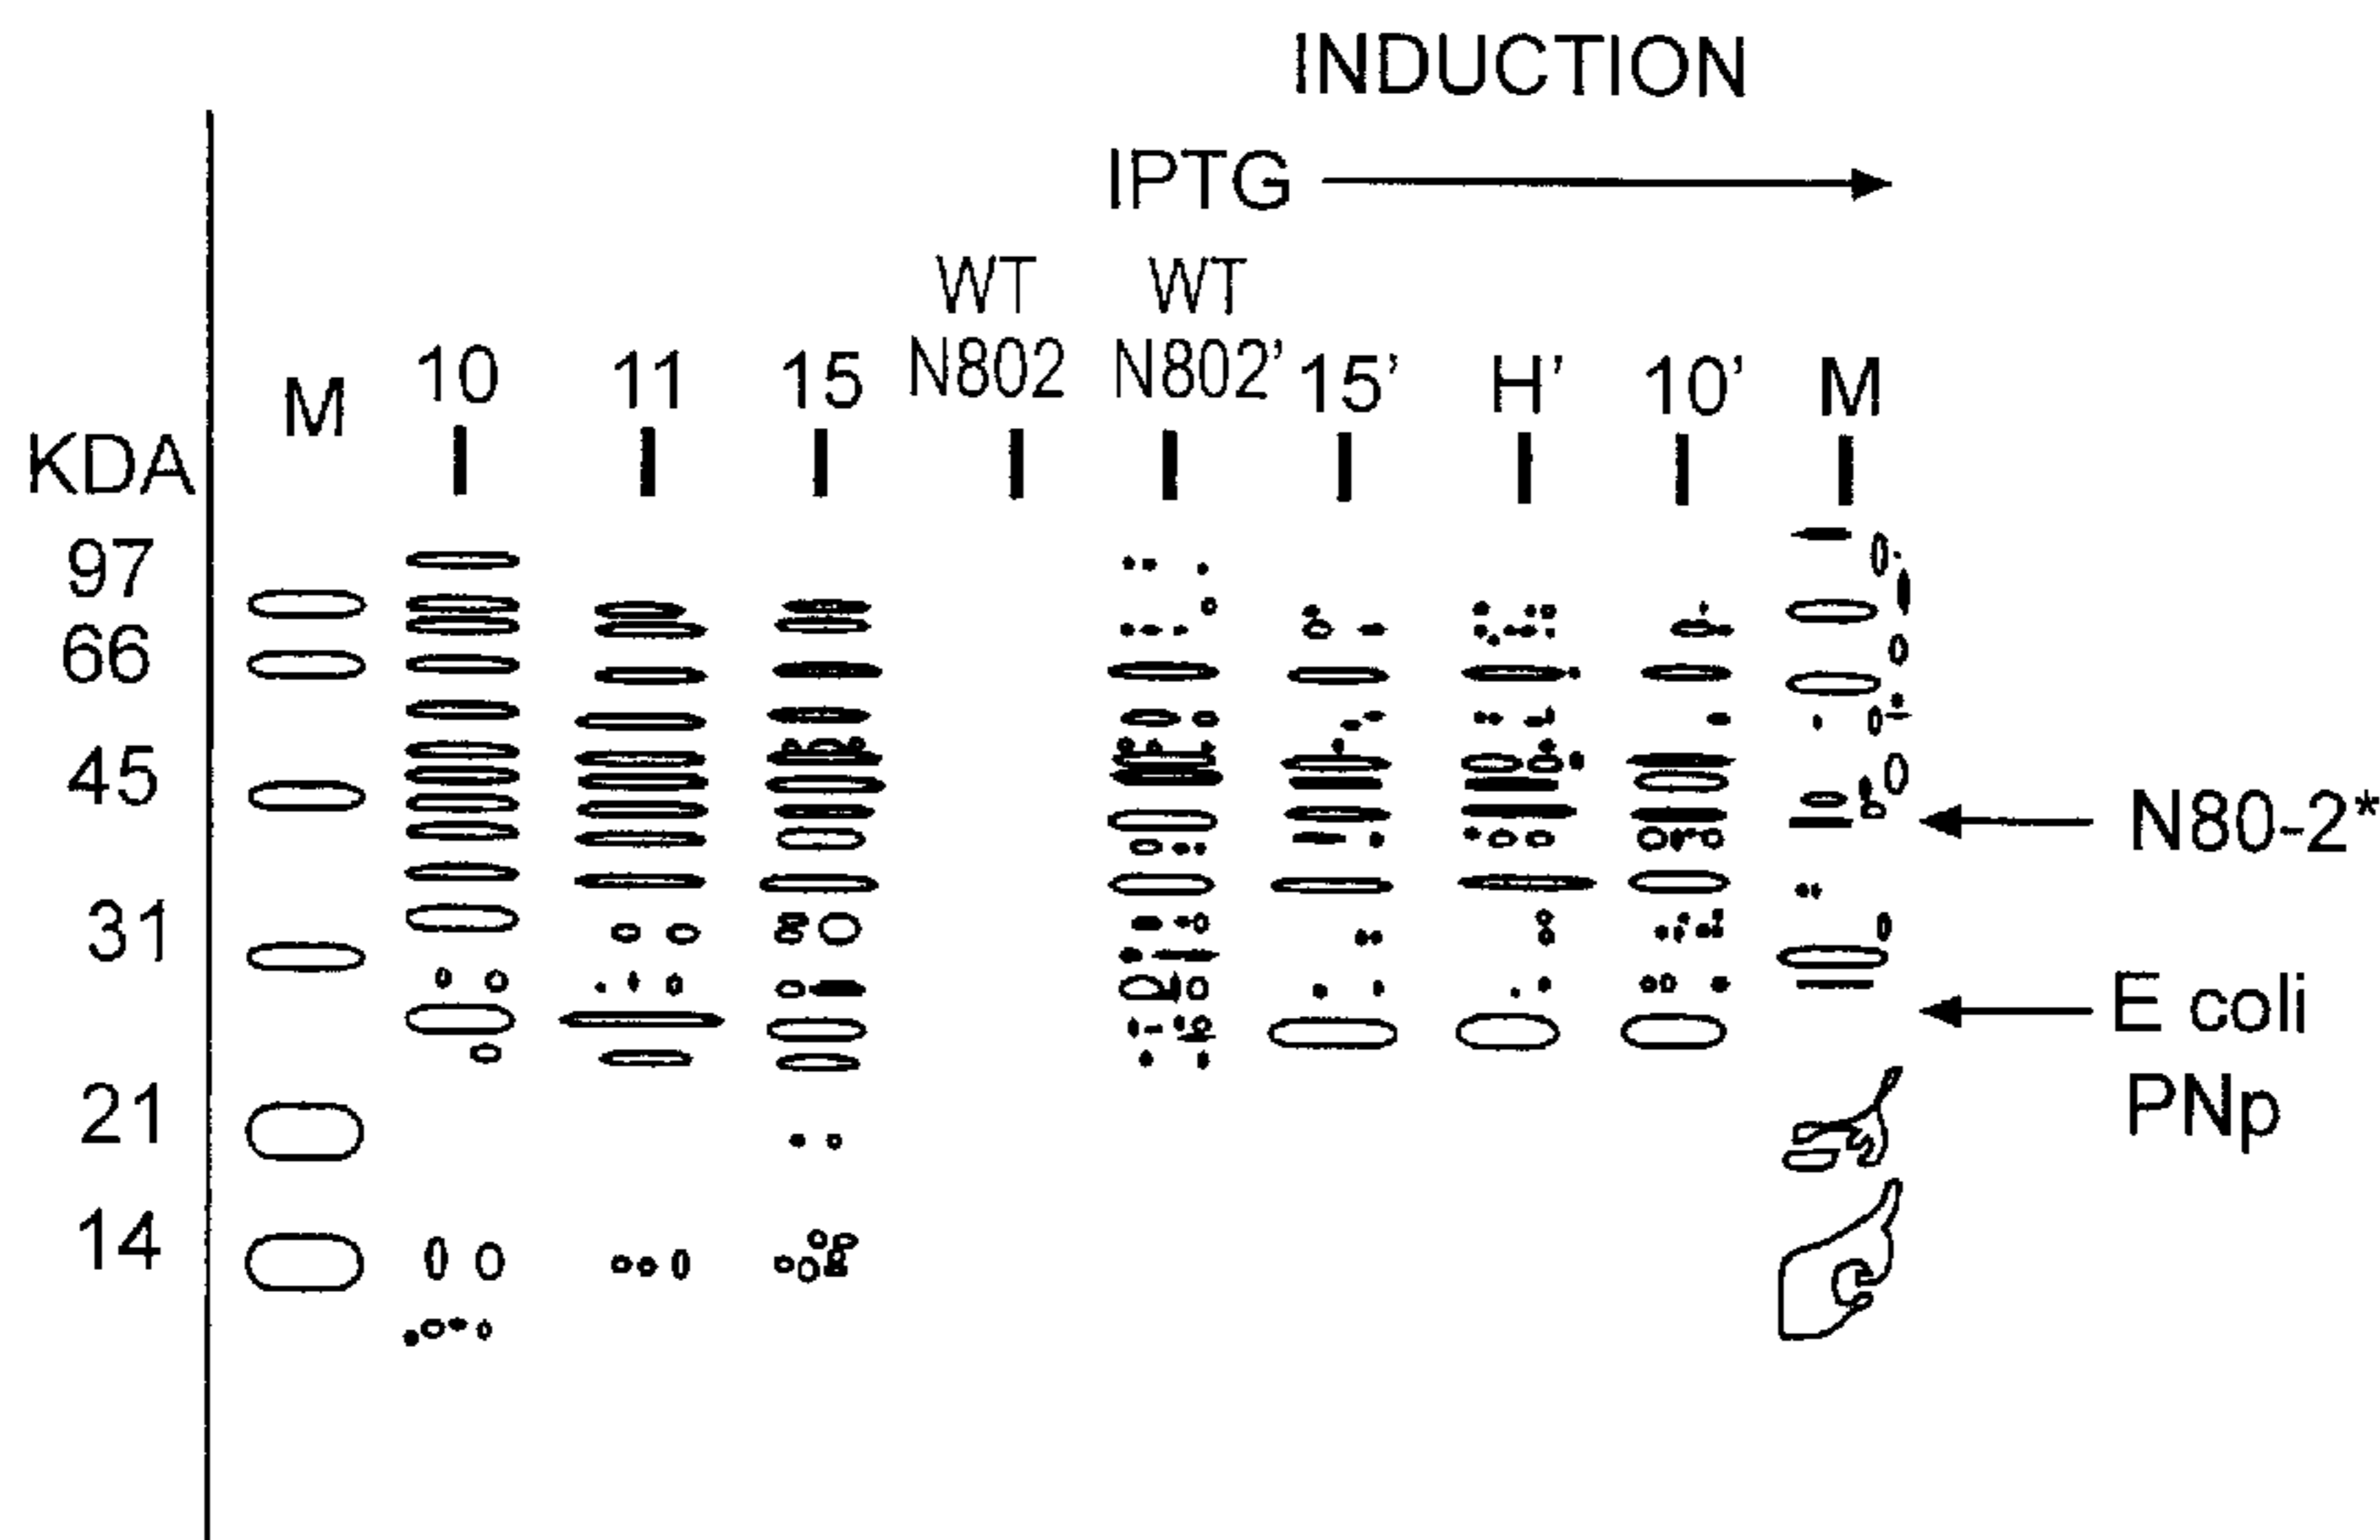 INDUCTION
IPTG
WT WT
M 10 11 15 N802 N802' 15' H' 10' M
KDA
97
66
45
N80-2*
31
E coli
21
PNp
14